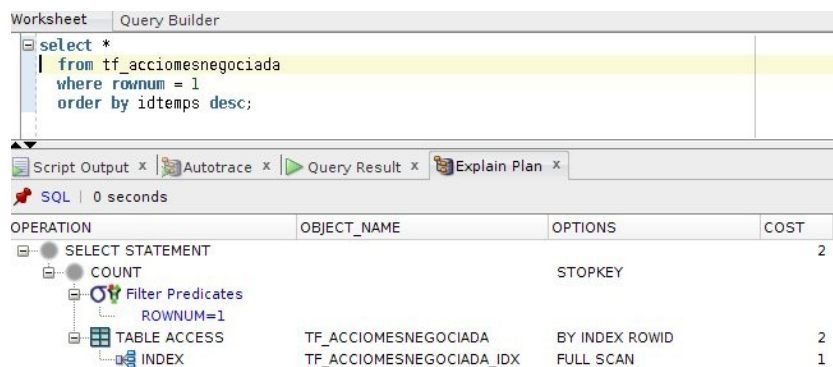 Worksheet Query Builder
select *
from tf_acciomesnegociada
where rownum = 1
order by idtemps desc;
Script Output x Autotrace x Query Result x Explain Plan x
SQL | 0 seconds
OPERATION OBJECT_NAME OPTIONS COST
SELECT STATEMENT 2
COUNT STOPKEY
Filter Predicates
ROWNUM=1
TABLE ACCESS TF_ACCIOMESNEGOCIADA BY INDEX ROWID 2
INDEX TF_ACCIOMESNEGOCIADA_IDX FULL SCAN 1